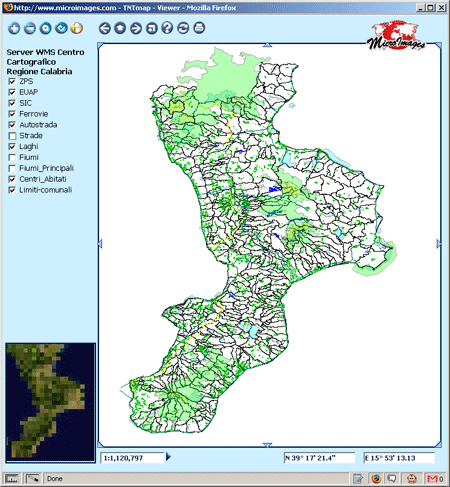 http://www.microimages.com - TNTmap - Viewer - Mozilla Firefox
MicroImages
Server WMS Centro
Cartografico
Regione Calabria
ZPS
EUAP
SIC
Ferrovie
Autostrada
Strade
Laghi
Fiumi
Fiumi_Principali
Centri_Abitati
Limiti-comunali
1:1,120,797
N 39° 17' 21.4"
E 15° 53' 13.13
Done
0